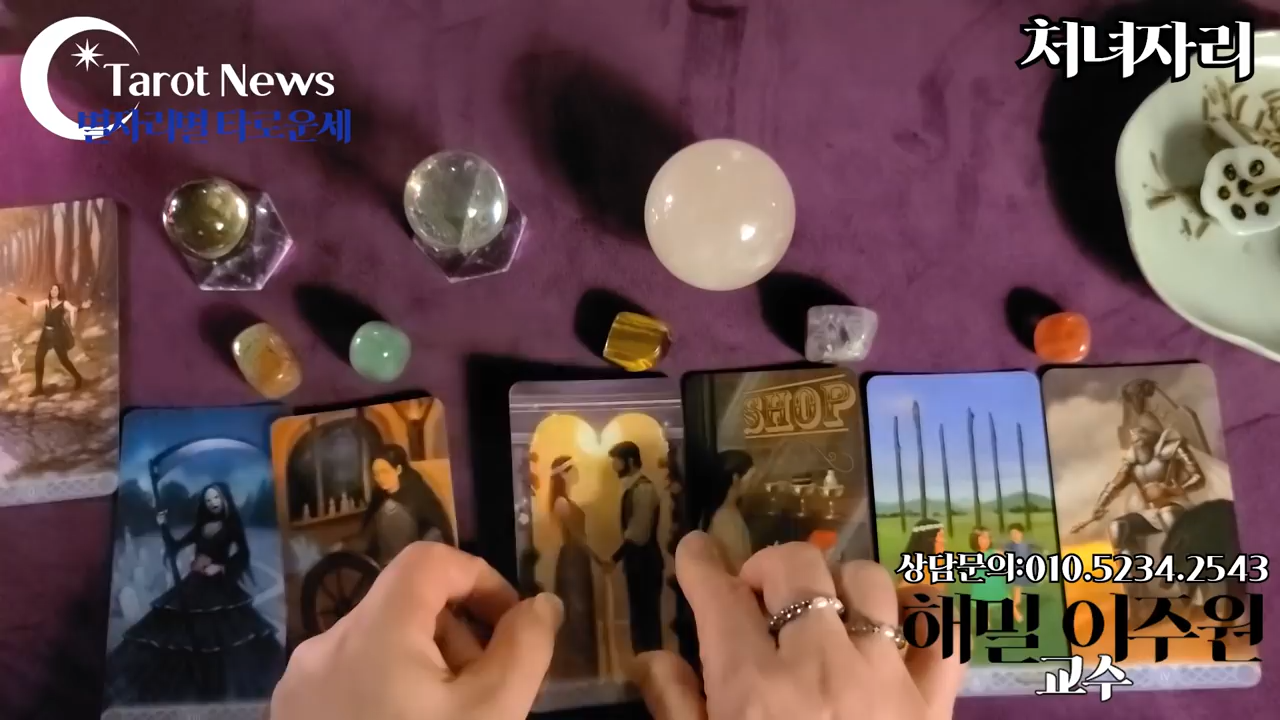 Tarot News
별자리별 타로운세
처녀자리
SHOP
상담문의:010.5234.2543
해밀 이주원
교수